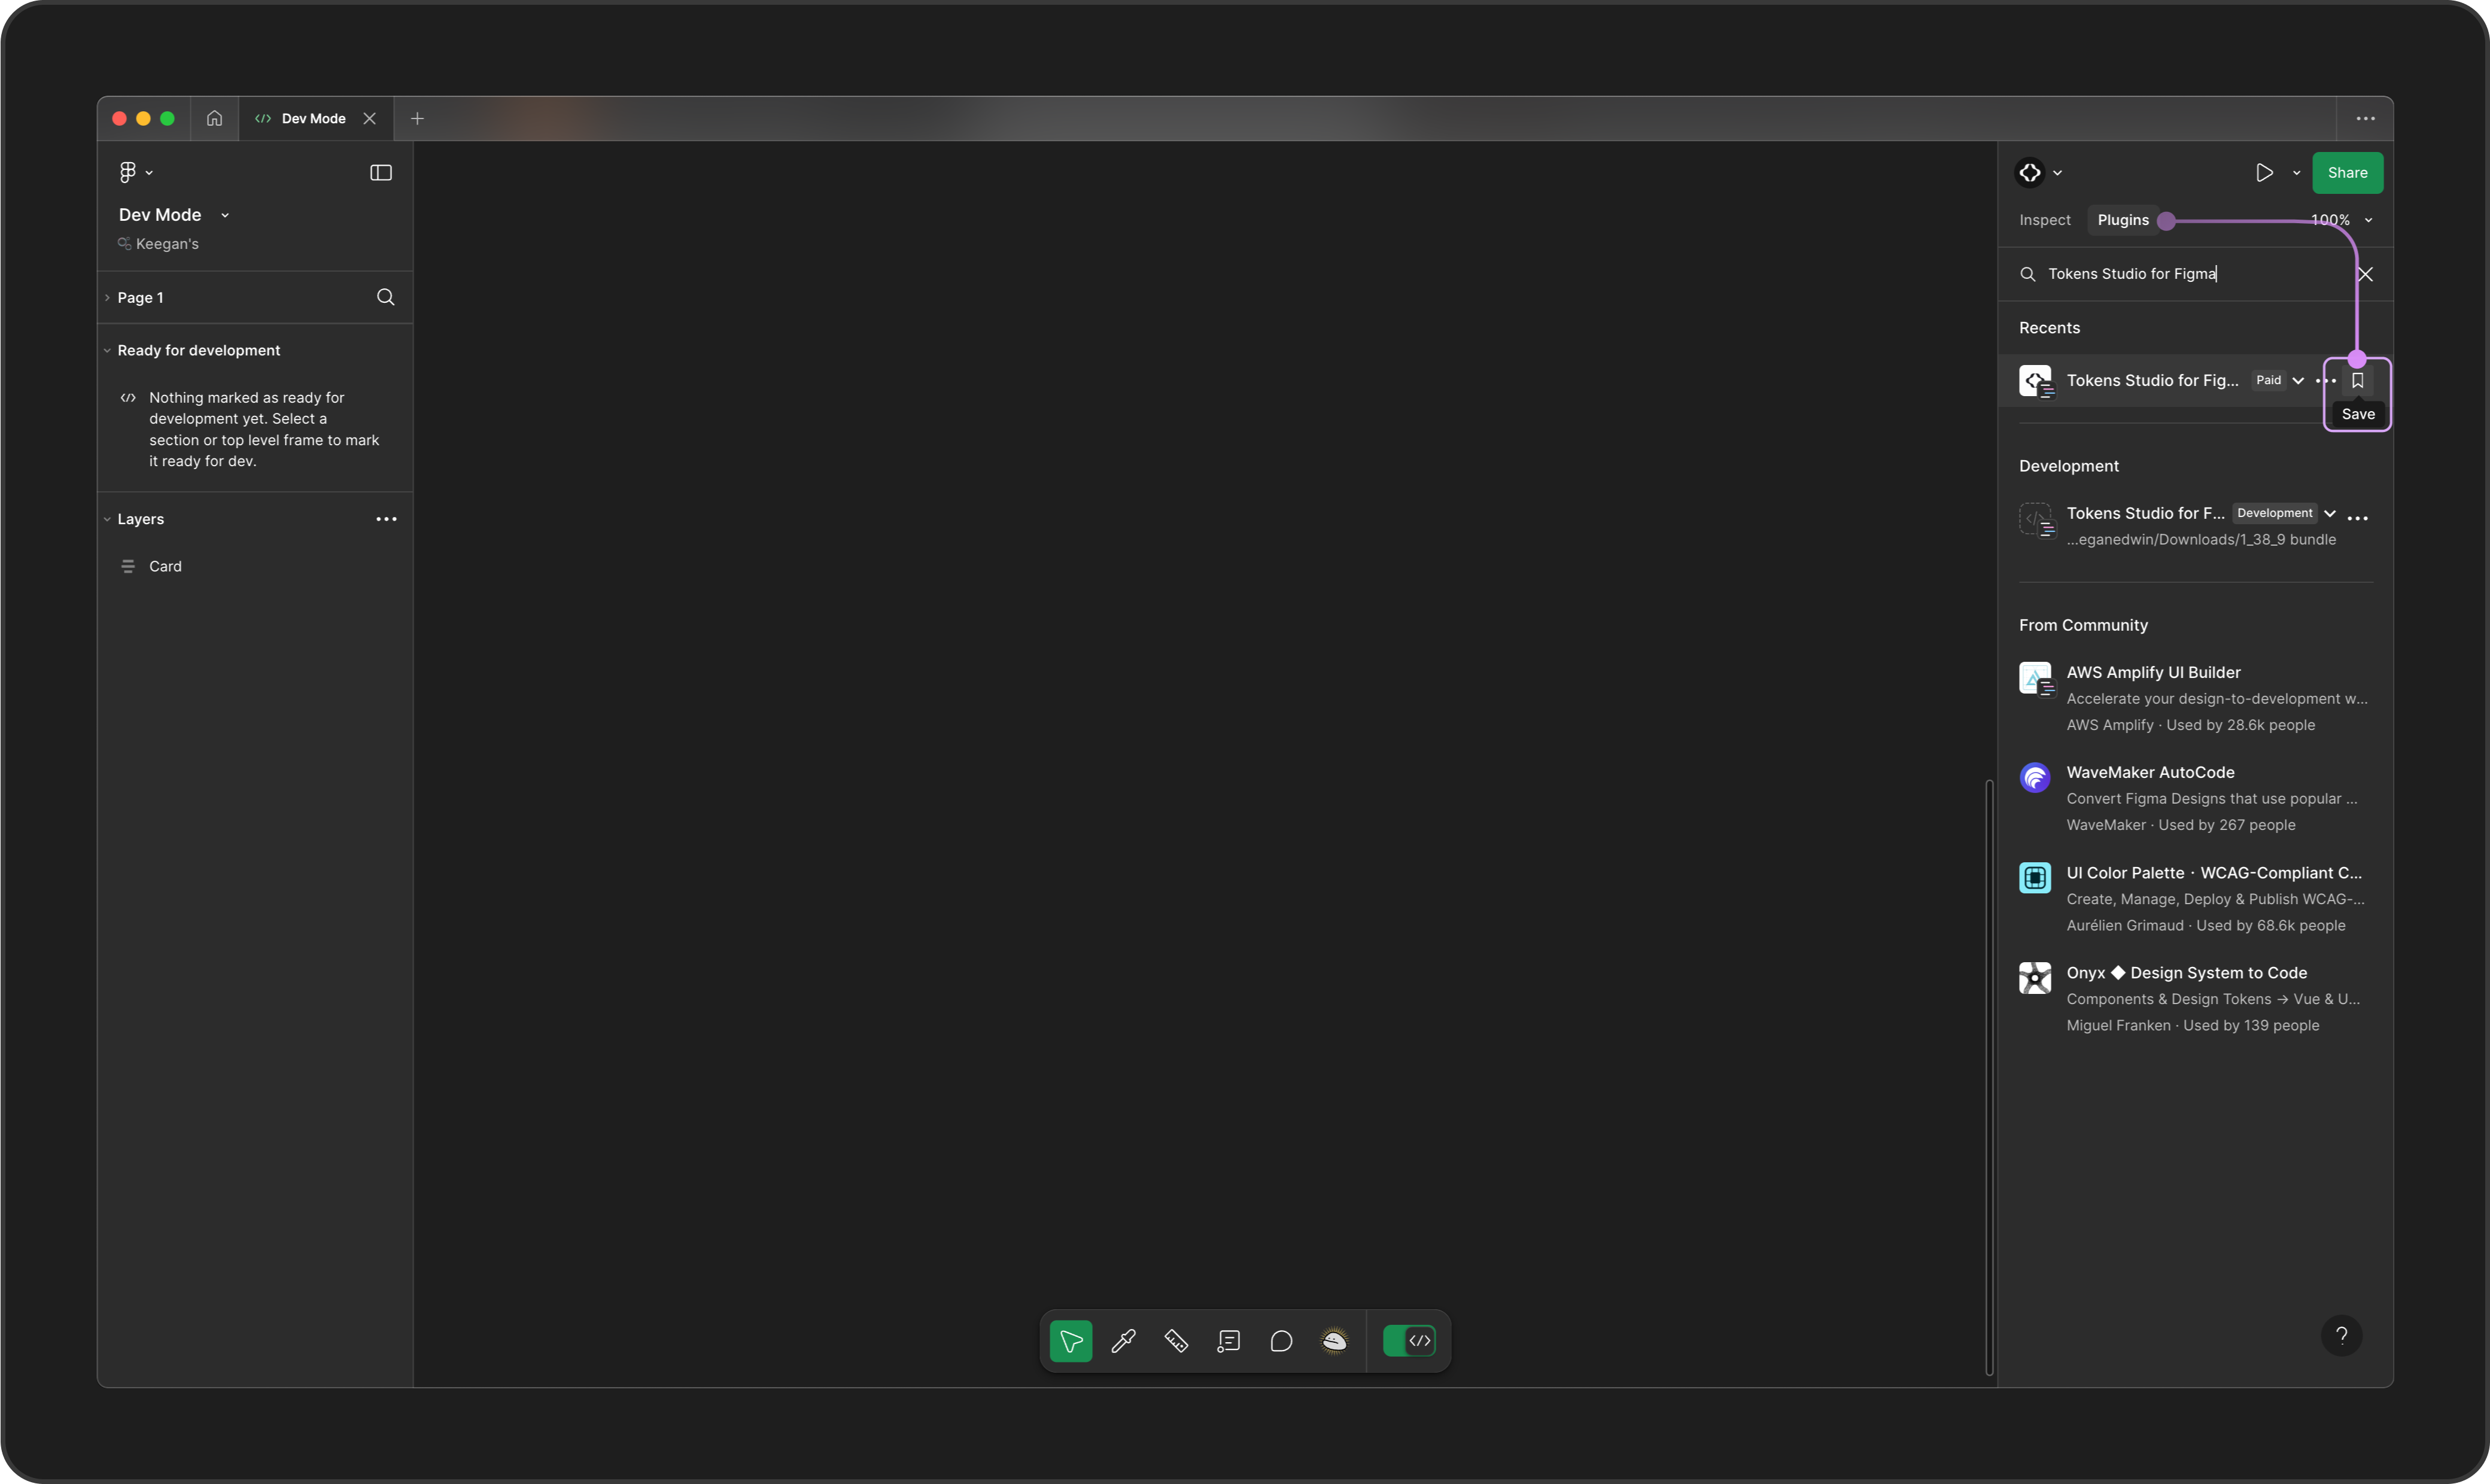 Dev Mode
Dev Mode
Keegan's
Page 1
Ready for development
Nothing marked as ready for
development yet. Select a
section or top level frame to mark
it ready for dev.
Layers
Card
Share
Inspect Plugins 100%
Tokens Studio for Figma
Recents
Tokens Studio for Fig... Paid
Save
Development
Tokens Studio for F... Development
...eganedwin/Downloads/1_38_9 bundle
From Community
AWS Amplify UI Builder
Accelerate your design-to-development w...
AWS Amplify · Used by 28.6k people
WaveMaker AutoCode
Convert Figma Designs that use popular ...
WaveMaker · Used by 267 people
UI Color Palette · WCAG-Compliant C...
Create, Manage, Deploy & Publish WCAG-...
Aurélien Grimaud · Used by 68.6k people
Onyx ◆ Design System to Code
Components & Design Tokens → Vue & U...
Miguel Franken · Used by 139 people
?